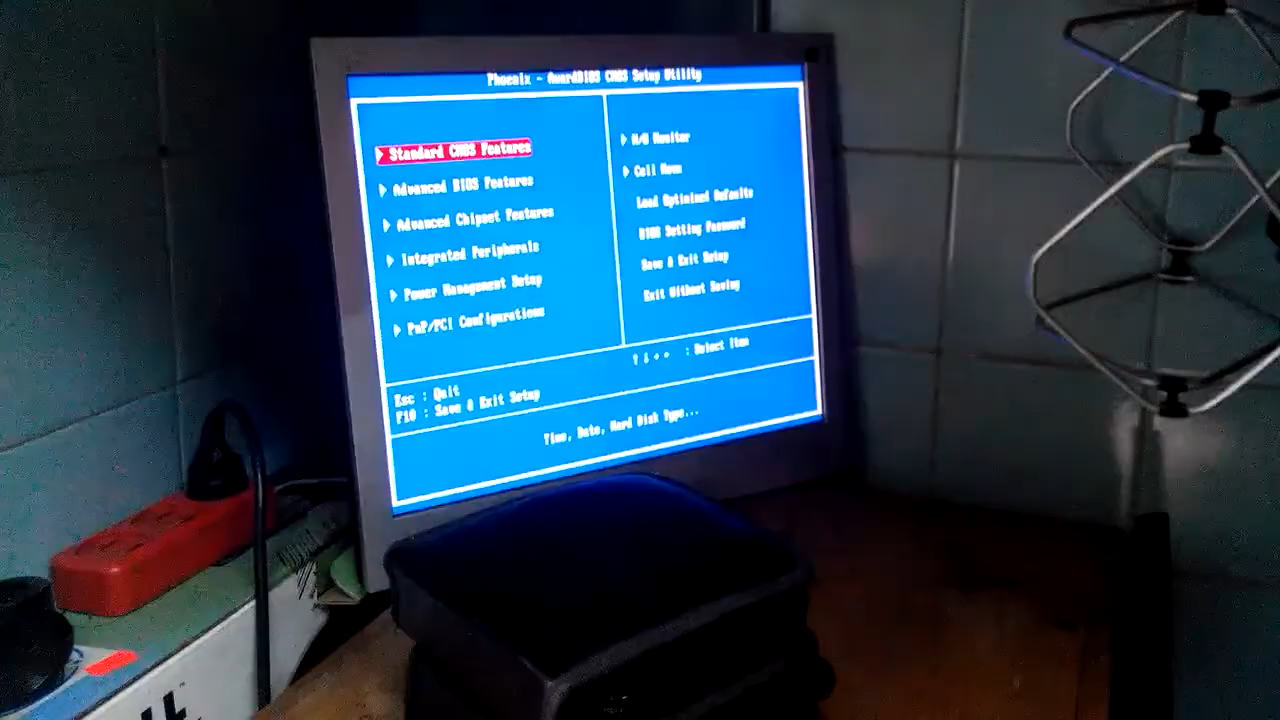 Phoenix - AwardBIOS CMOS Setup Utility
Standard CMOS Features
Advanced BIOS Features
Advanced Chipset Features
Integrated Peripherals
Power Management Setup
PnP/PCI Configurations
H/W Monitor
Cell Menu
Load Optimized Defaults
BIOS Setting Password
Save & Exit Setup
Exit Without Saving
Esc : Quit
F10 : Save & Exit Setup
: Select Item
Time, Date, Hard Disk Type...